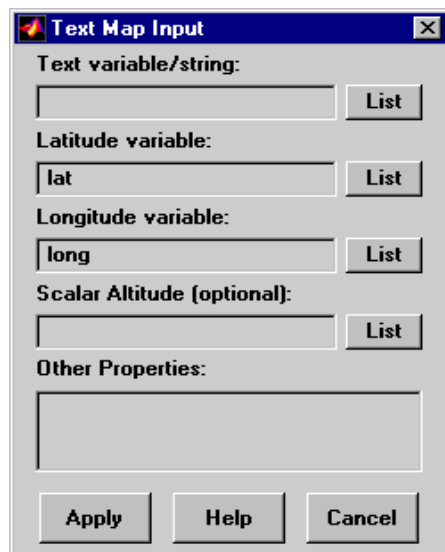 Text Map Input
Text variable/string:
List
Latitude variable:
lat List
Longitude variable:
long List
Scalar Altitude (optional):
List
Other Properties:
Apply Help Cancel